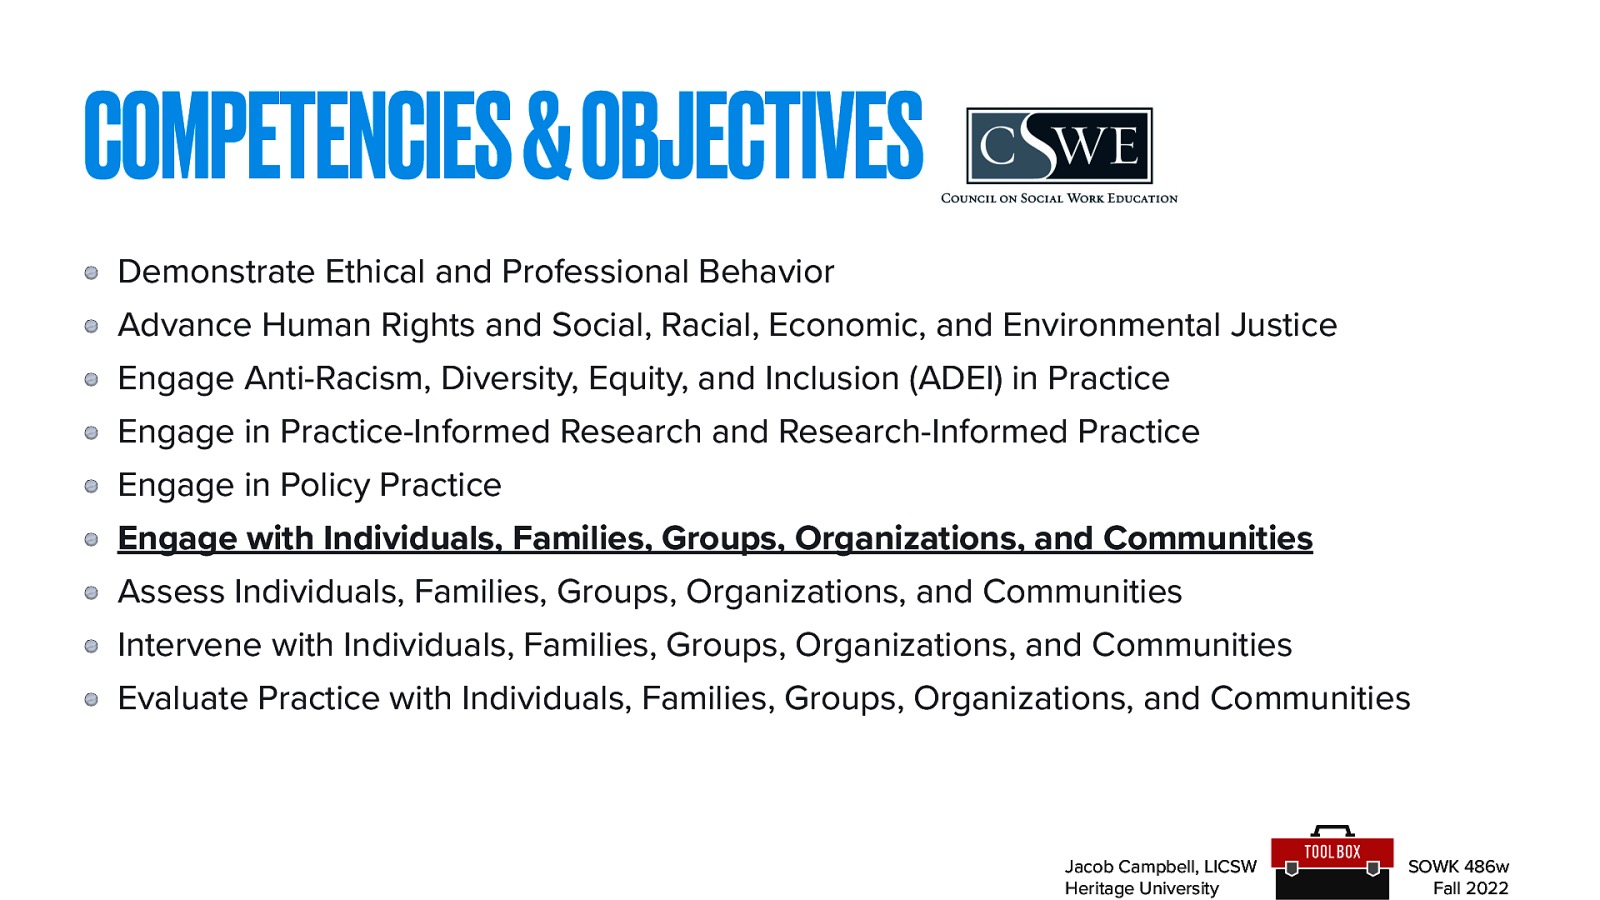 COMPETENCIES & OBJECTIVES
CSWE
COUNCIL ON SOCIAL WORK EDUCATION
Demonstrate Ethical and Professional Behavior
Advance Human Rights and Social, Racial, Economic, and Environmental Justice
Engage Anti-Racism, Diversity, Equity, and Inclusion (ADEI) in Practice
Engage in Practice-Informed Research and Research-Informed Practice
Engage in Policy Practice
Engage with Individuals, Families, Groups, Organizations, and Communities
Assess Individuals, Families, Groups, Organizations, and Communities
Intervene with Individuals, Families, Groups, Organizations, and Communities
Evaluate Practice with Individuals, Families, Groups, Organizations, and Communities
Jacob Campbell, LICSW
Heritage University
TOOLBOX
SOWK 486w
Fall 2022